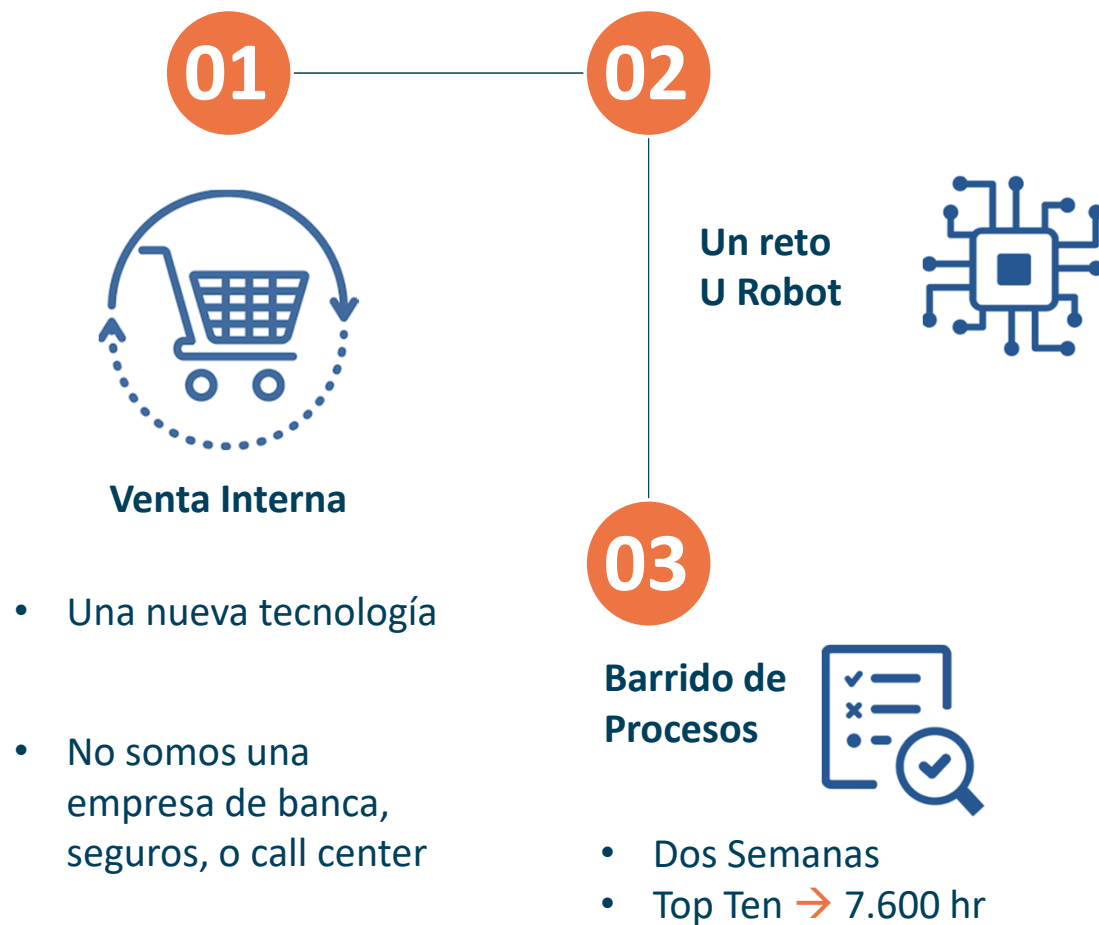 01
Venta Interna
• Una nueva tecnología
• No somos una
empresa de banca,
seguros, o call center
02
Un reto
U Robot
03
Barrido de
Procesos
• Dos Semanas
• Top Ten → 7.600 hr